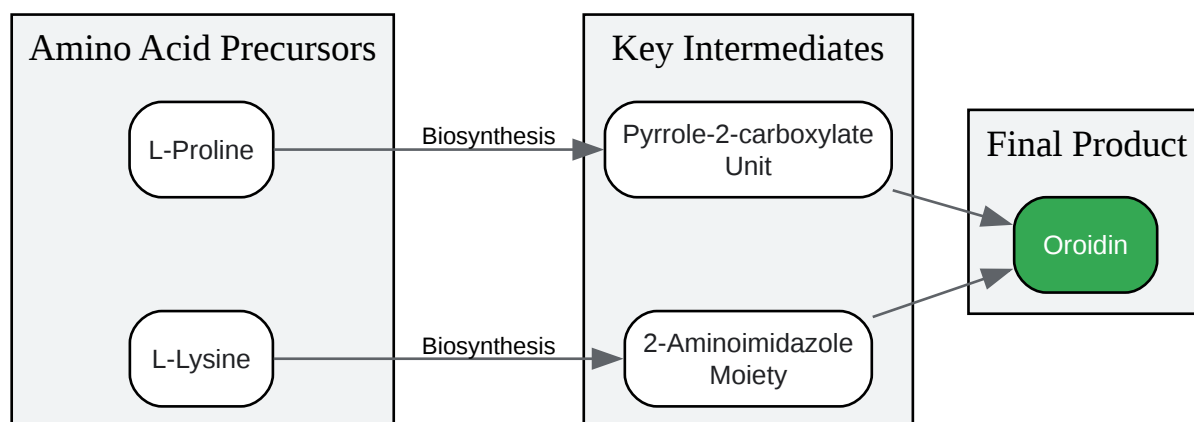 Amino Acid Precursors
Key Intermediates
Final Product
L-Proline
Biosynthesis
Pyrrole-2-carboxylate
Unit
Oroidin
L-Lysine
Biosynthesis
2-Aminoimidazole
Moiety